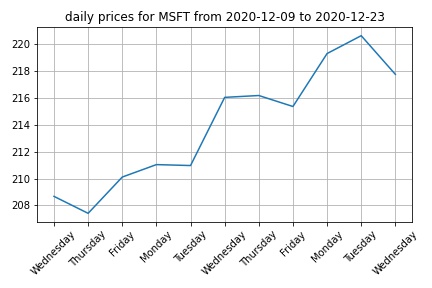 daily prices for MSFT from 2020-12-09 to 2020-12-23
220
218
216
214
212
210
208
Wednesday
Thursday
Friday
Monday
Tuesday
Wednesday
Thursday
Friday
Monday
Tuesday
Wednesday